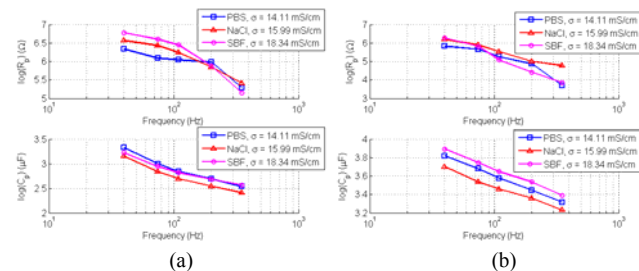 log(R_p) (Ω)
7
6.5
6
5.5
5
10^1
10^2
10^3
Frequency (Hz)
PBS, σ = 14.11 mS/cm
NaCl, σ = 15.99 mS/cm
SBF, σ = 18.34 mS/cm
log(R_p) (Ω)
7
6
5
4
3
10^1
10^2
10^3
Frequency (Hz)
PBS, σ = 14.11 mS/cm
NaCl, σ = 15.99 mS/cm
SBF, σ = 18.34 mS/cm
log(C_p) (μF)
3.5
3
2.5
2
10^1
10^2
10^3
Frequency (Hz)
PBS, σ = 14.11 mS/cm
NaCl, σ = 15.99 mS/cm
SBF, σ = 18.34 mS/cm
log(C_p) (μF)
4
3.8
3.6
3.4
3.2
10^1
10^2
10^3
Frequency (Hz)
PBS, σ = 14.11 mS/cm
NaCl, σ = 15.99 mS/cm
SBF, σ = 18.34 mS/cm
(a)
(b)